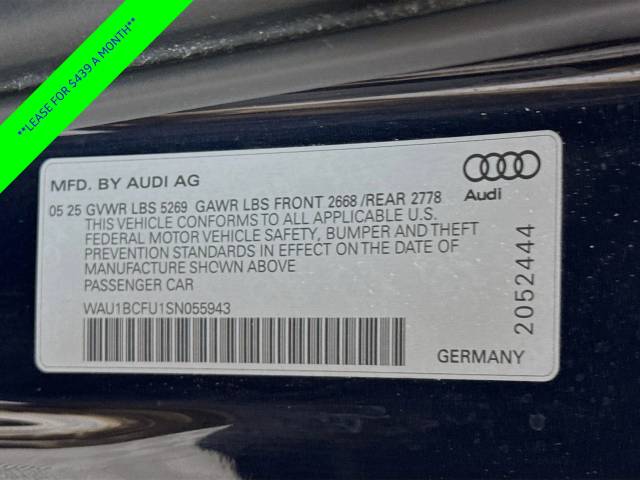 **LEASE FOR $439 A MONTH**
MFD. BY AUDI AG
Audi
05 25 GVWR LBS 5269 GAWR LBS FRONT 2668 /REAR 2778
THIS VEHICLE CONFORMS TO ALL APPLICABLE U.S.
FEDERAL MOTOR VEHICLE SAFETY, BUMPER AND THEFT
PREVENTION STANDARDS IN EFFECT ON THE DATE OF
MANUFACTURE SHOWN ABOVE
PASSENGER CAR
WAU1BCFU1SN055943
GERMANY
2052444